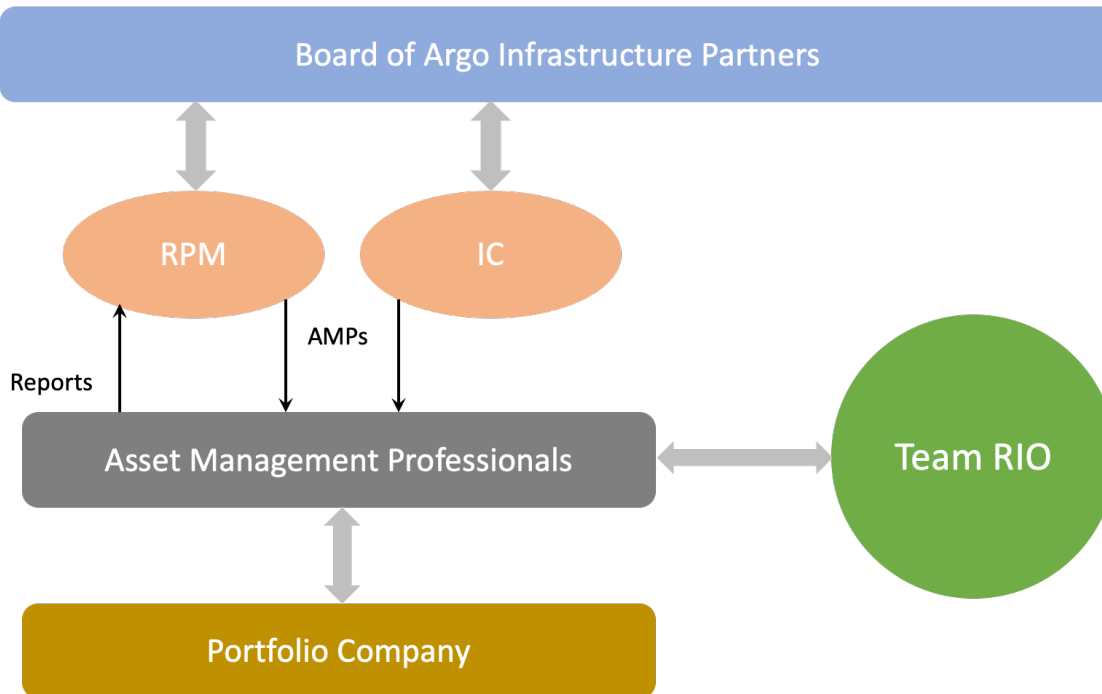 Board of Argo Infrastructure Partners
RPM
IC
AMPs
Reports
Asset Management Professionals
Team RIO
Portfolio Company